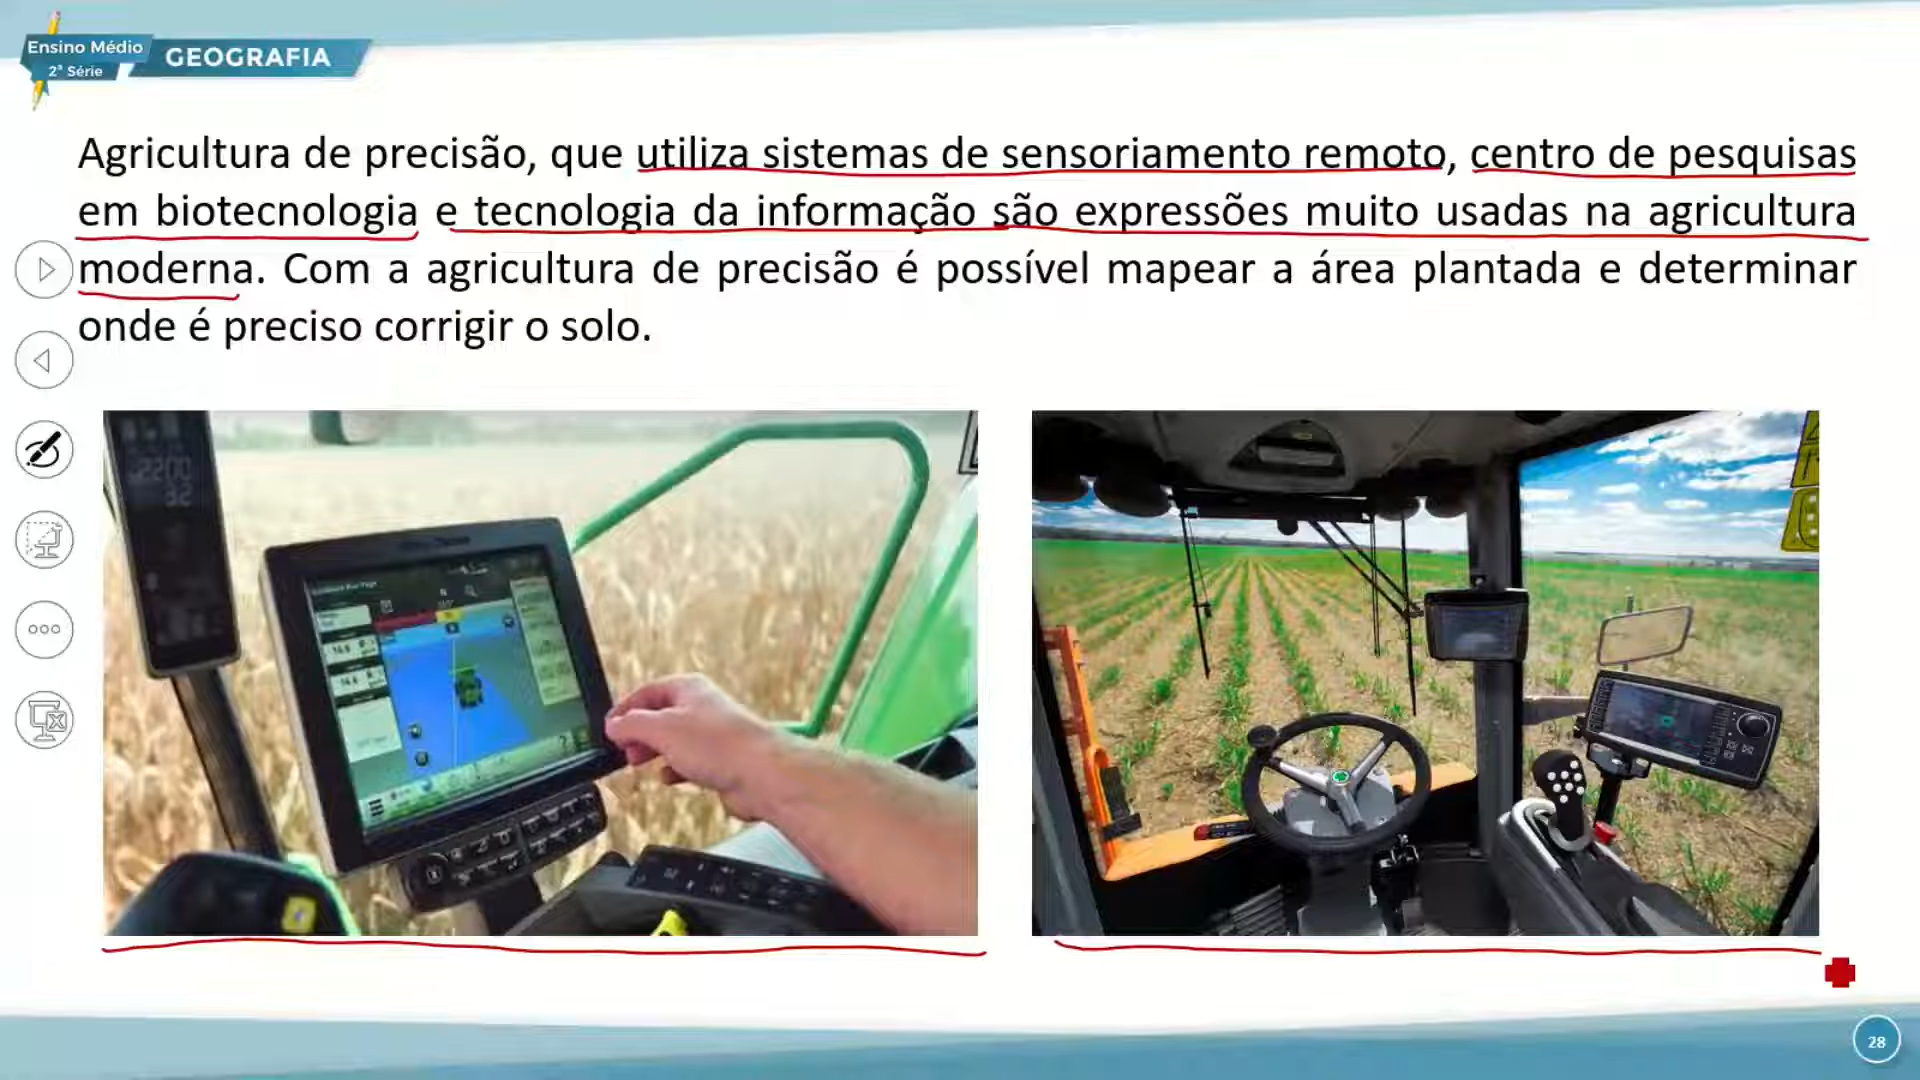 Ensino Médio
2ª Série
GEOGRAFIA
Agricultura de precisão, que utiliza sistemas de sensoriamento remoto, centro de pesquisas
em biotecnologia e tecnologia da informação são expressões muito usadas na agricultura
moderna. Com a agricultura de precisão é possível mapear a área plantada e determinar
onde é preciso corrigir o solo.
2200
32
28